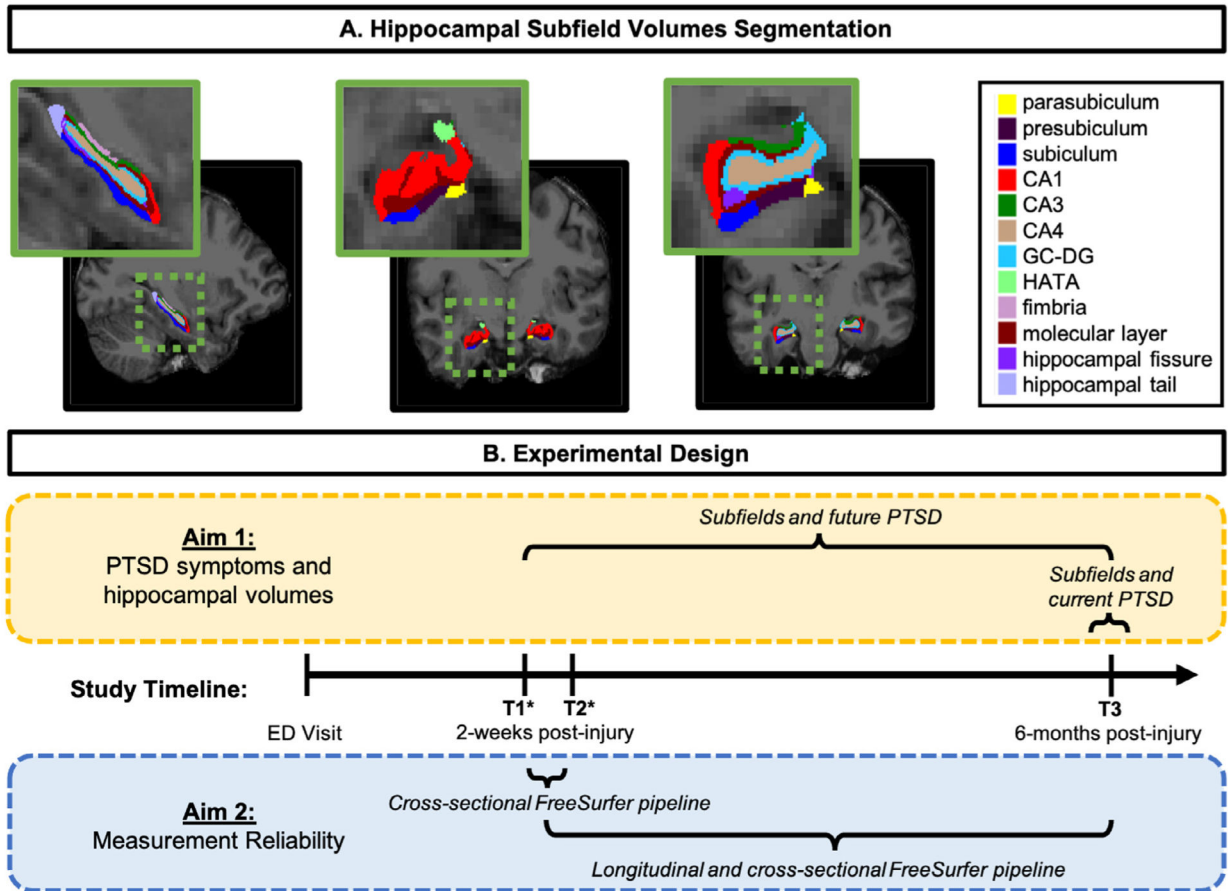 A. Hippocampal Subfield Volumes Segmentation
parasubiculum
presubiculum
subiculum
CA1
CA3
CA4
GC-DG
HATA
fimbria
molecular layer
hippocampal fissure
hippocampal tail
B. Experimental Design
Aim 1:
PTSD symptoms and
hippocampal volumes
Subfields and future PTSD
Subfields and
current PTSD
Study Timeline:
ED Visit
T1*
T2*
2-weeks post-injury
T3
6-months post-injury
Aim 2:
Measurement Reliability
Cross-sectional FreeSurfer pipeline
Longitudinal and cross-sectional FreeSurfer pipeline